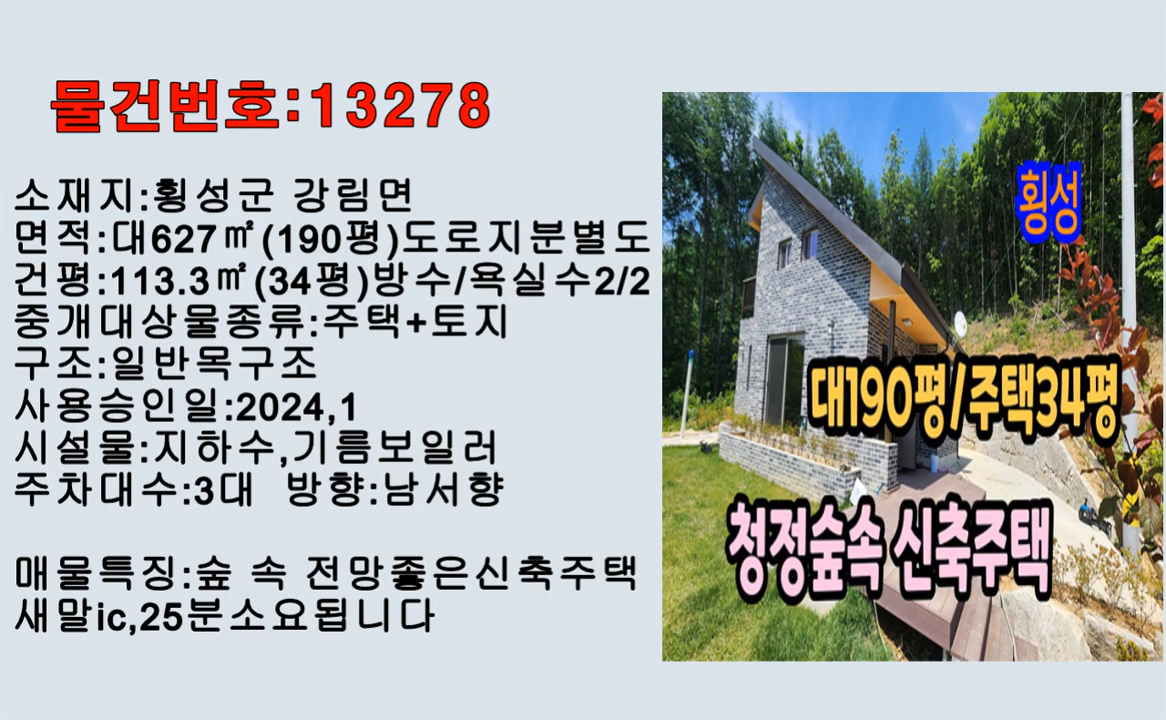 물건번호:13278
소재지:횡성군 강림면
면적:대627㎡(190평)도로지분별도
건평:113.3㎡(34평)방수/욕실수2/2
중개대상물종류:주택+토지
구조:일반목구조
사용승인일:2024,1
시설물:지하수,기름보일러
주차대수:3대 방향:남서향
매물특징:숲 속 전망좋은신축주택
새말ic,25분소요됩니다
횡성
대190평/주택34평
청정숲속 신축주택